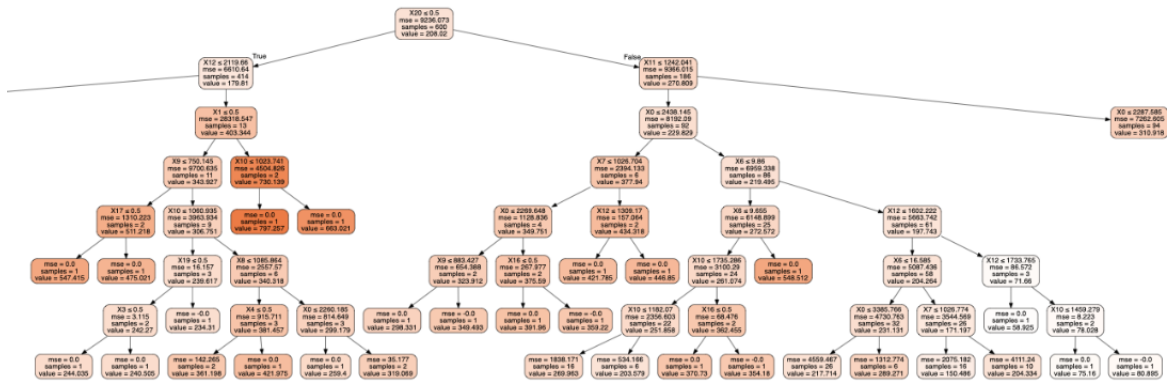 X20 ≤ 0.5
mse = 9236.073
samples = 600
value = 208.02
True
False
X12 ≤ 2119.66
mse = 6610.64
samples = 414
value = 179.81
X11 ≤ 1242.041
mse = 9366.015
samples = 186
value = 270.809
X1 ≤ 0.5
mse = 28318.547
samples = 13
value = 403.344
X0 ≤ 2438.145
mse = 8192.09
samples = 92
value = 229.829
X0 ≤ 2287.585
mse = 7262.605
samples = 94
value = 310.918
X9 ≤ 750.145
mse = 9700.635
samples = 11
value = 343.927
X10 ≤ 1023.741
mse = 4504.826
samples = 2
value = 730.139
X7 ≤ 1026.704
mse = 2394.133
samples = 6
value = 377.94
X6 ≤ 9.86
mse = 6959.338
samples = 86
value = 219.495
X17 ≤ 0.5
mse = 1310.223
samples = 2
value = 511.218
X10 ≤ 1060.935
mse = 3963.934
samples = 9
value = 306.751
mse = 0.0
samples = 1
value = 797.257
mse = 0.0
samples = 1
value = 663.021
X0 ≤ 2269.648
mse = 1128.836
samples = 4
value = 349.751
X12 ≤ 1309.17
mse = 157.064
samples = 2
value = 434.318
X8 ≤ 9.655
mse = 6148.899
samples = 25
value = 272.572
X12 ≤ 1602.222
mse = 5663.742
samples = 61
value = 197.743
mse = 0.0
samples = 1
value = 547.415
mse = 0.0
samples = 1
value = 475.021
X19 ≤ 0.5
mse = 16.157
samples = 3
value = 239.617
X8 ≤ 1085.864
mse = 2557.57
samples = 6
value = 340.318
X9 ≤ 883.427
mse = 654.368
samples = 2
value = 323.912
X16 ≤ 0.5
mse = 267.977
samples = 2
value = 375.59
mse = 0.0
samples = 1
value = 421.785
mse = 0.0
samples = 1
value = 446.85
X10 ≤ 1735.286
mse = 3100.29
samples = 24
value = 261.074
mse = 0.0
samples = 1
value = 548.512
X6 ≤ 16.585
mse = 5087.436
samples = 58
value = 204.264
X12 ≤ 1733.765
mse = 86.572
samples = 3
value = 71.66
X3 ≤ 0.5
mse = 3.115
samples = 2
value = 242.27
mse = -0.0
samples = 1
value = 234.31
X4 ≤ 0.5
mse = 915.711
samples = 3
value = 381.457
X0 ≤ 2260.185
mse = 814.649
samples = 3
value = 299.179
mse = 0.0
samples = 1
value = 298.331
mse = -0.0
samples = 1
value = 349.493
mse = 0.0
samples = 1
value = 391.96
mse = -0.0
samples = 1
value = 359.22
X10 ≤ 1182.07
mse = 2356.603
samples = 22
value = 251.858
X16 ≤ 0.5
mse = 68.476
samples = 2
value = 362.455
X0 ≤ 3385.766
mse = 4730.763
samples = 32
value = 231.131
X7 ≤ 1026.774
mse = 3544.569
samples = 26
value = 171.197
mse = 0.0
samples = 1
value = 58.925
X10 ≤ 1459.279
mse = 8.223
samples = 2
value = 78.028
mse = 0.0
samples = 1
value = 244.035
mse = 0.0
samples = 1
value = 240.505
mse = 142.265
samples = 2
value = 361.198
mse = 0.0
samples = 1
value = 421.975
mse = 0.0
samples = 1
value = 259.4
mse = 35.177
samples = 2
value = 319.069
mse = 1838.171
samples = 16
value = 269.963
mse = 534.166
samples = 6
value = 203.579
mse = 0.0
samples = 1
value = 370.73
mse = -0.0
samples = 1
value = 354.18
mse = 4559.467
samples = 26
value = 217.714
mse = 1312.774
samples = 6
value = 289.271
mse = 2075.182
samples = 16
value = 150.486
mse = 4111.24
samples = 10
value = 204.334
mse = 0.0
samples = 1
value = 75.16
mse = -0.0
samples = 1
value = 80.895